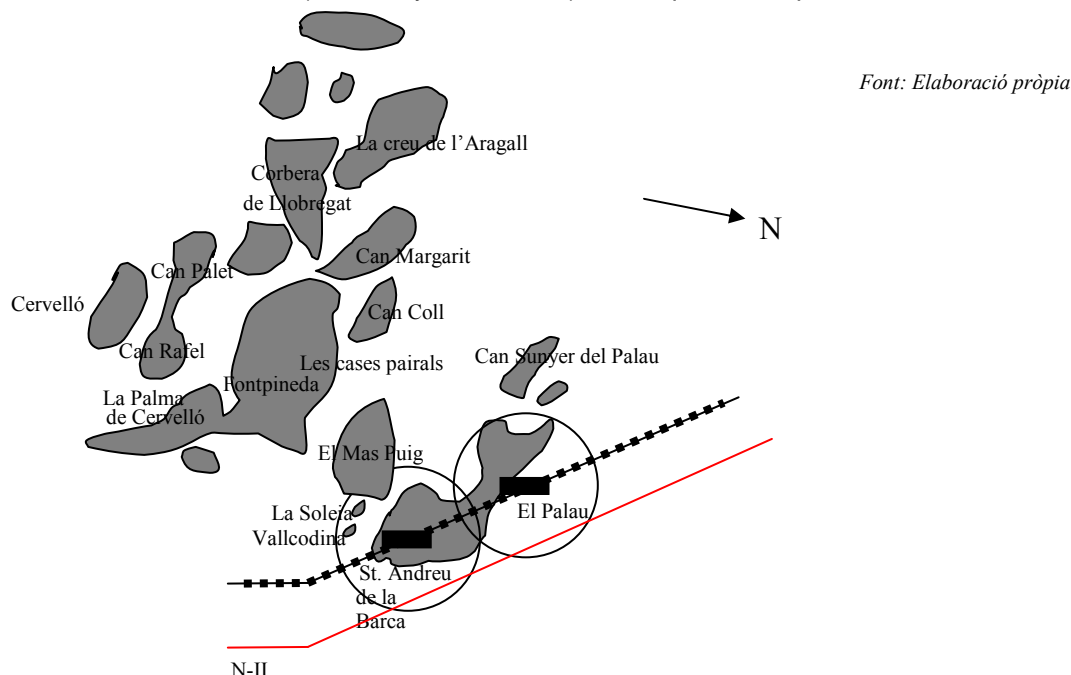 Font: Elaboració pròpia
La creu de l’Aragall
Corbera
de Llobregat
N
Can Margarit
Can Palet
Cervelló
Can Coll
Can Rafel
Can Sunyer del Palau
Les cases pairals
Fontpineda
La Palma
de Cervelló
El Mas Puig
La Soleia
El Palau
Vallcodina
St. Andreu
de la
Barca
N-II